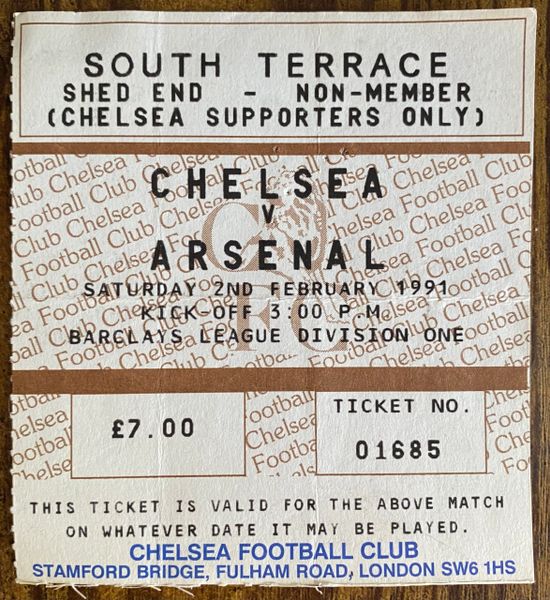 SOUTH TERRACE
SHED END - NON-MEMBER
(CHELSEA SUPPORTERS ONLY)
CHELSEA
V
ARSENAL
SATURDAY 2ND FEBRUARY 1991
KICK-OFF 3:00 P.M
BARCLAYS LEAGUE DIVISION ONE
£7.00
TICKET NO.
01685
THIS TICKET IS VALID FOR THE ABOVE MATCH
ON WHATEVER DATE IT MAY BE PLAYED.
CHELSEA FOOTBALL CLUB
STAMFORD BRIDGE, FULHAM ROAD, LONDON SW6 1HS